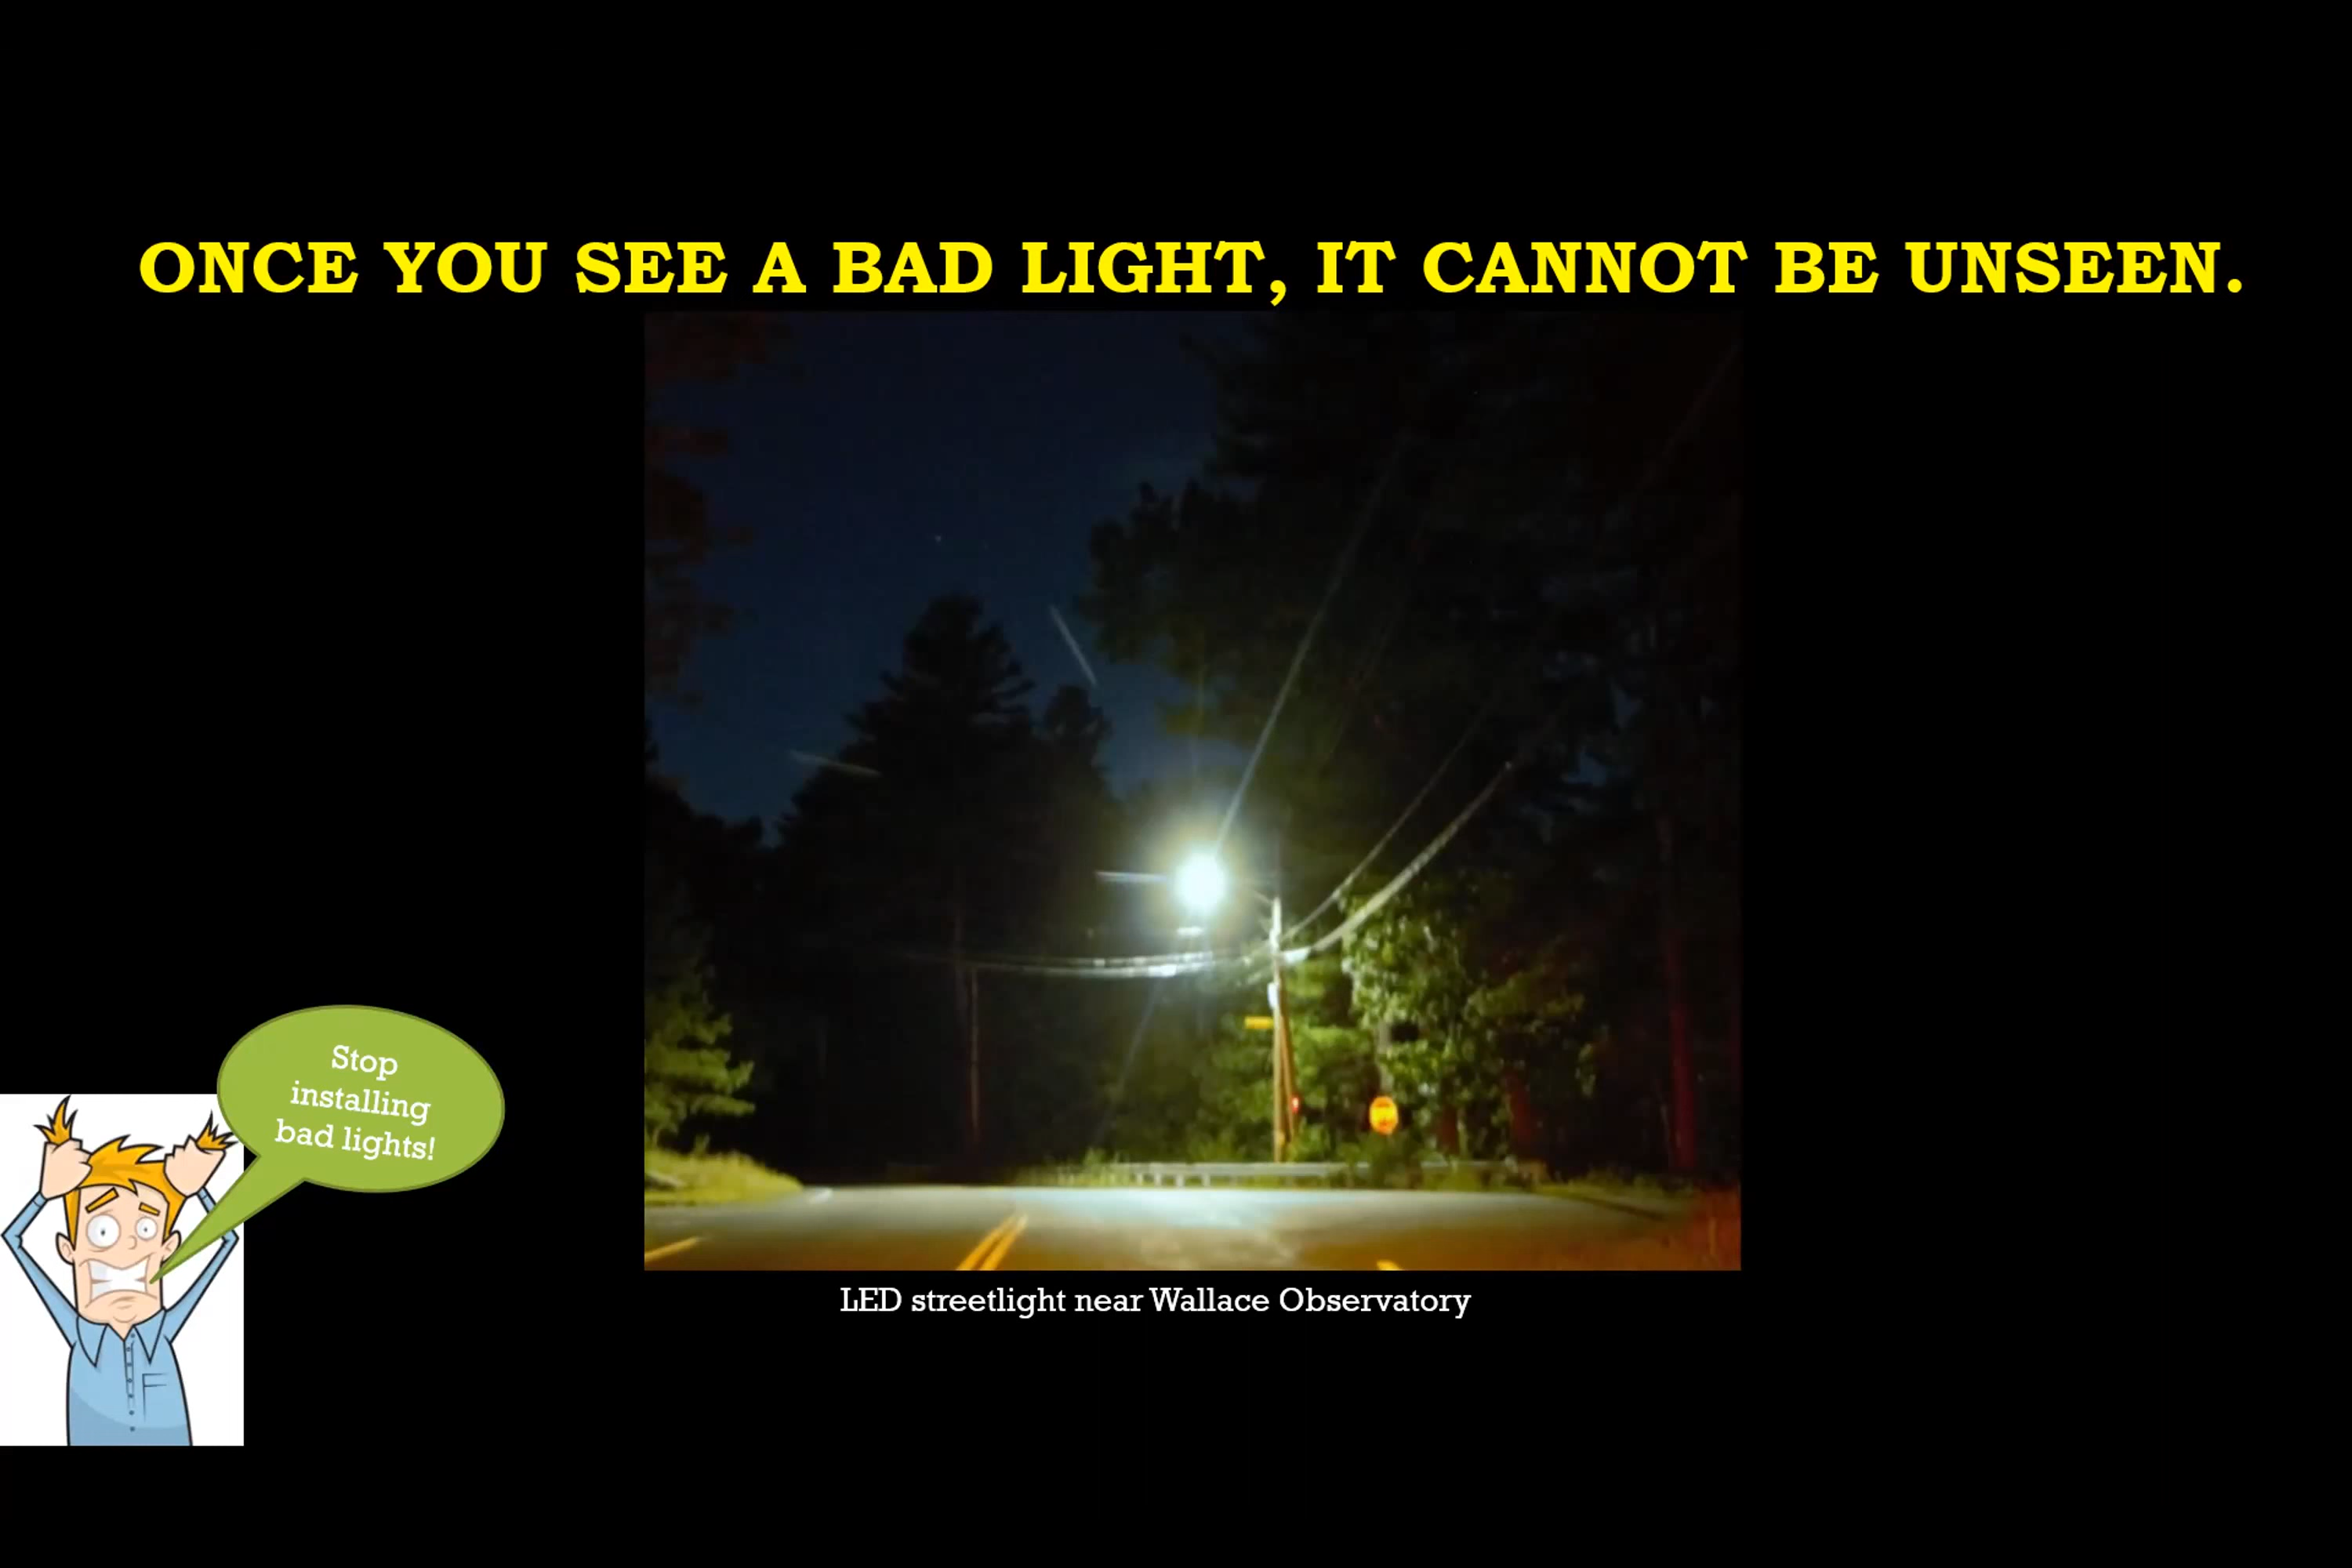 ONCE YOU SEE A BAD LIGHT, IT CANNOT BE UNSEEN.
Stop
installing
bad lights!
LED streetlight near Wallace Observatory